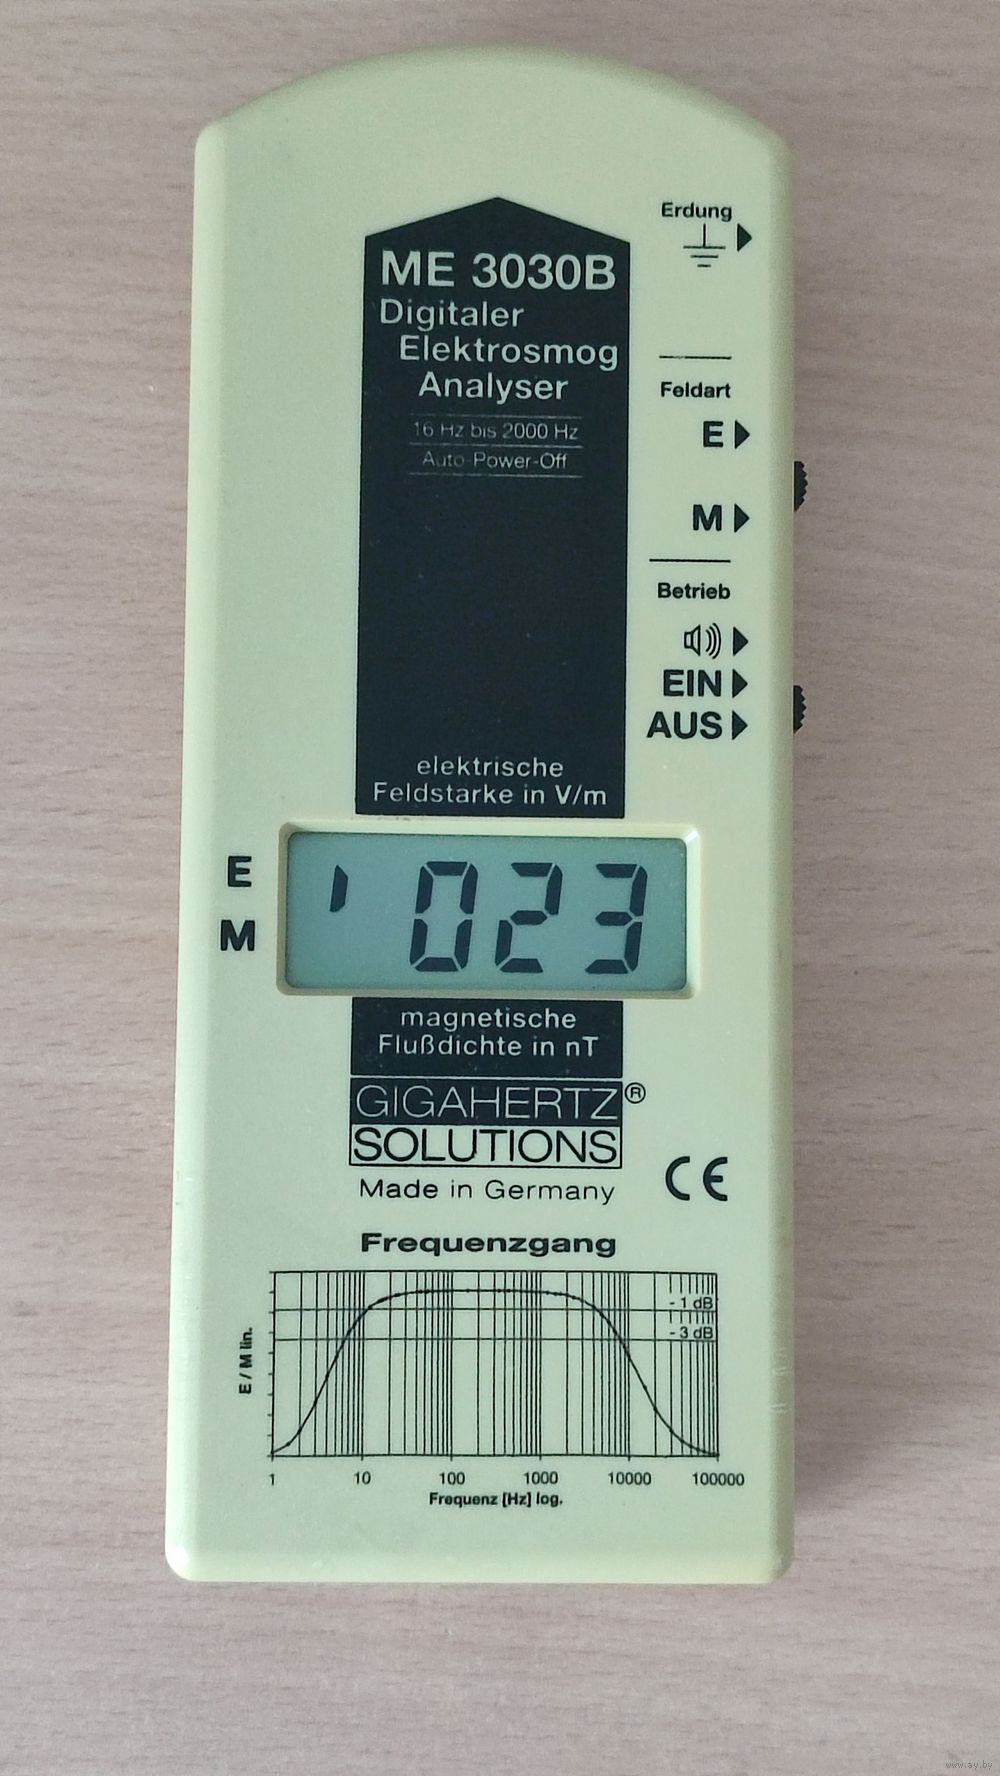 Erdung
ME 3030B
Digitaler
Elektrosmog
Analyser
16 Hz bis 2000 Hz
Auto-Power-Off
Feldart
E
M
Betrieb
EIN
AUS
elektrische
Feldstarke in V/m
E
M
' 023
magnetische
Flußdichte in nT
GIGAHERTZ ®
SOLUTIONS
Made in Germany
CE
Frequenzgang
- 1 dB
- 3 dB
E / M lin.
1 10 100 1000 10000 100000
Frequenz [Hz] log.
www.ay.by